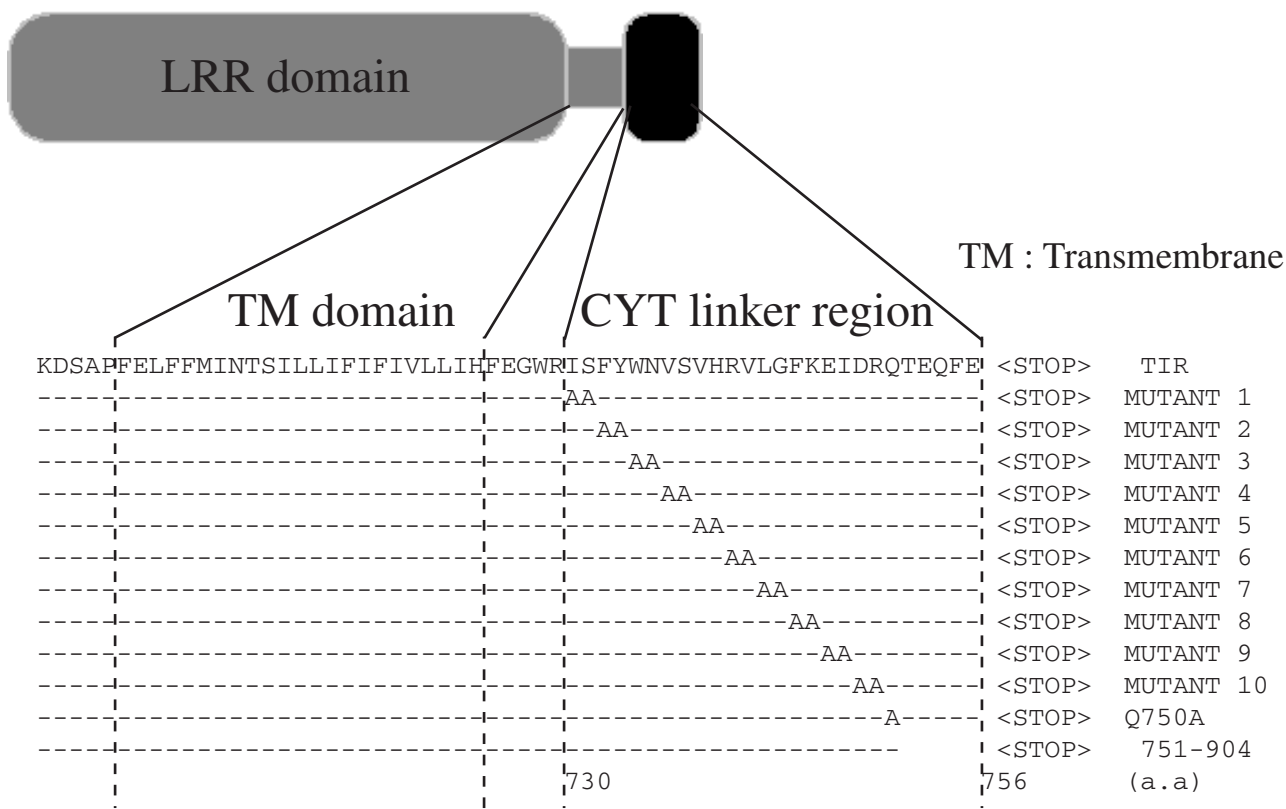 LRR domain
TM : Transmembrane
TM domain CYT linker region
KDSAPFELFFMINTSILLIFIFIVLLIHFEGWRISFYWNVSVHRVLGFKEIDRQTEQFE <STOP> TIR
---------------------------------AA------------------------ <STOP> MUTANT 1
-----------------------------------AA---------------------- <STOP> MUTANT 2
-------------------------------------AA-------------------- <STOP> MUTANT 3
---------------------------------------AA------------------ <STOP> MUTANT 4
-----------------------------------------AA---------------- <STOP> MUTANT 5
-------------------------------------------AA-------------- <STOP> MUTANT 6
---------------------------------------------AA------------ <STOP> MUTANT 7
-----------------------------------------------AA---------- <STOP> MUTANT 8
-------------------------------------------------AA-------- <STOP> MUTANT 9
---------------------------------------------------AA------ <STOP> MUTANT 10
-----------------------------------------------------A----- <STOP> Q750A
------------------------------------------------------ <STOP> 751-904
730 756 (a.a)